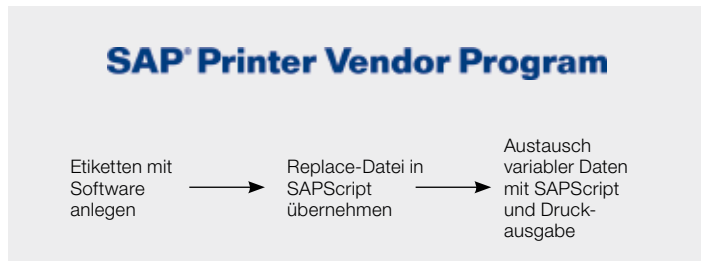 SAP® Printer Vendor Program
Etiketten mit
Software
anlegen
Replace-Datei in
SAPScript
übernehmen
Austausch
variabler Daten
mit SAPScript
und Druck-
ausgabe